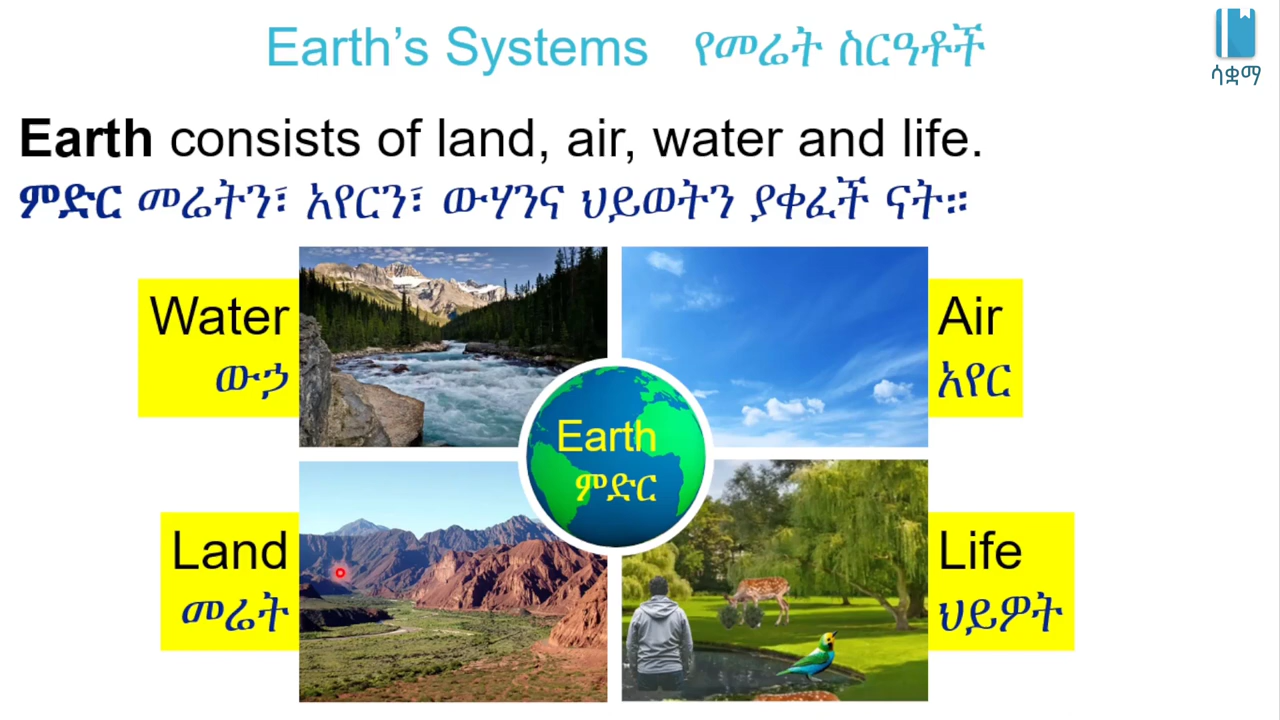 Earth’s Systems የመሬት ስርዓቶች
ሳቋማ
Earth consists of land, air, water and life.
ምድር መሬትን፣ አየርን፣ ውሃንና ህይወትን ያቀፈች ናት።
Water
ውኃ
Air
አየር
Earth
ምድር
Land
መሬት
Life
ህይዎት